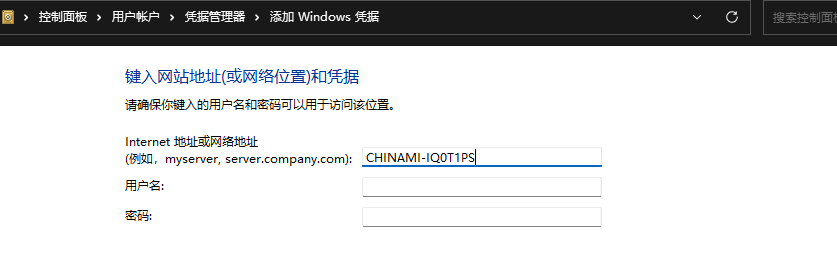 控制面板 > 用户帐户 > 凭据管理器 > 添加 Windows 凭据
搜索控制面板
键入网站地址(或网络位置)和凭据
请确保你键入的用户名和密码可以用于访问该位置。
Internet 地址或网络地址
(例如，myserver, server.company.com): CHINAMI-IQ0T1PS
用户名:
密码: